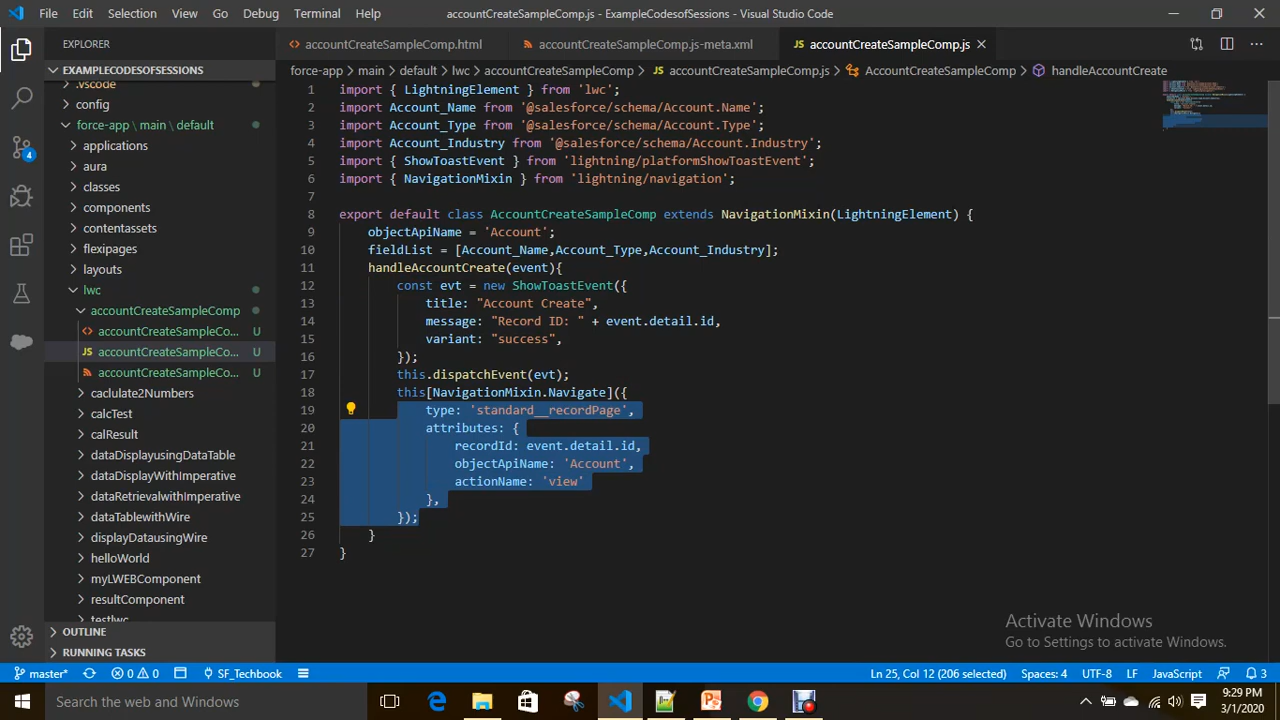 File Edit Selection View Go Debug Terminal Help accountCreateSampleComp.js - ExampleCodesofSessions - Visual Studio Code
EXPLORER
accountCreateSampleComp.html accountCreateSampleComp.js-meta.xml JS accountCreateSampleComp.js
EXAMPLECODESOFSESSIONS
force-app > main > default > lwc > accountCreateSampleComp > JS accountCreateSampleComp.js > AccountCreateSampleComp > handleAccountCreate
.vscode
config
force-app \ main \ default
applications
aura
classes
components
contentassets
flexipages
layouts
lwc
accountCreateSampleComp
accountCreateSampleCo... U
JS accountCreateSampleCo... U
accountCreateSampleCo... U
caclulate2Numbers
calcTest
calResult
dataDisplayusingDataTable
dataDisplayWithImperative
dataRetrievalwithImperative
dataTablewithWire
displayDatausingWire
helloWorld
myLWEBComponent
resultComponent
testlwc
OUTLINE
RUNNING TASKS
4
1 import { LightningElement } from 'lwc';
2 import Account_Name from '@salesforce/schema/Account.Name';
3 import Account_Type from '@salesforce/schema/Account.Type';
4 import Account_Industry from '@salesforce/schema/Account.Industry';
5 import { ShowToastEvent } from 'lightning/platformShowToastEvent';
6 import { NavigationMixin } from 'lightning/navigation';
7
8 export default class AccountCreateSampleComp extends NavigationMixin(LightningElement) {
9 objectApiName = 'Account';
10 fieldList = [Account_Name,Account_Type,Account_Industry];
11 handleAccountCreate(event){
12 const evt = new ShowToastEvent({
13 title: "Account Create",
14 message: "Record ID: " + event.detail.id,
15 variant: "success",
16 });
17 this.dispatchEvent(evt);
18 this[NavigationMixin.Navigate]({
19 type: 'standard__recordPage',
20 attributes: {
21 recordId: event.detail.id,
22 objectApiName: 'Account',
23 actionName: 'view'
24 },
25 });
26 }
27 }
Activate Windows
Go to Settings to activate Windows.
master* 0 0 SF_Techbook Ln 25, Col 12 (206 selected) Spaces: 4 UTF-8 LF JavaScript 3
Search the web and Windows
9:29 PM
3/1/2020